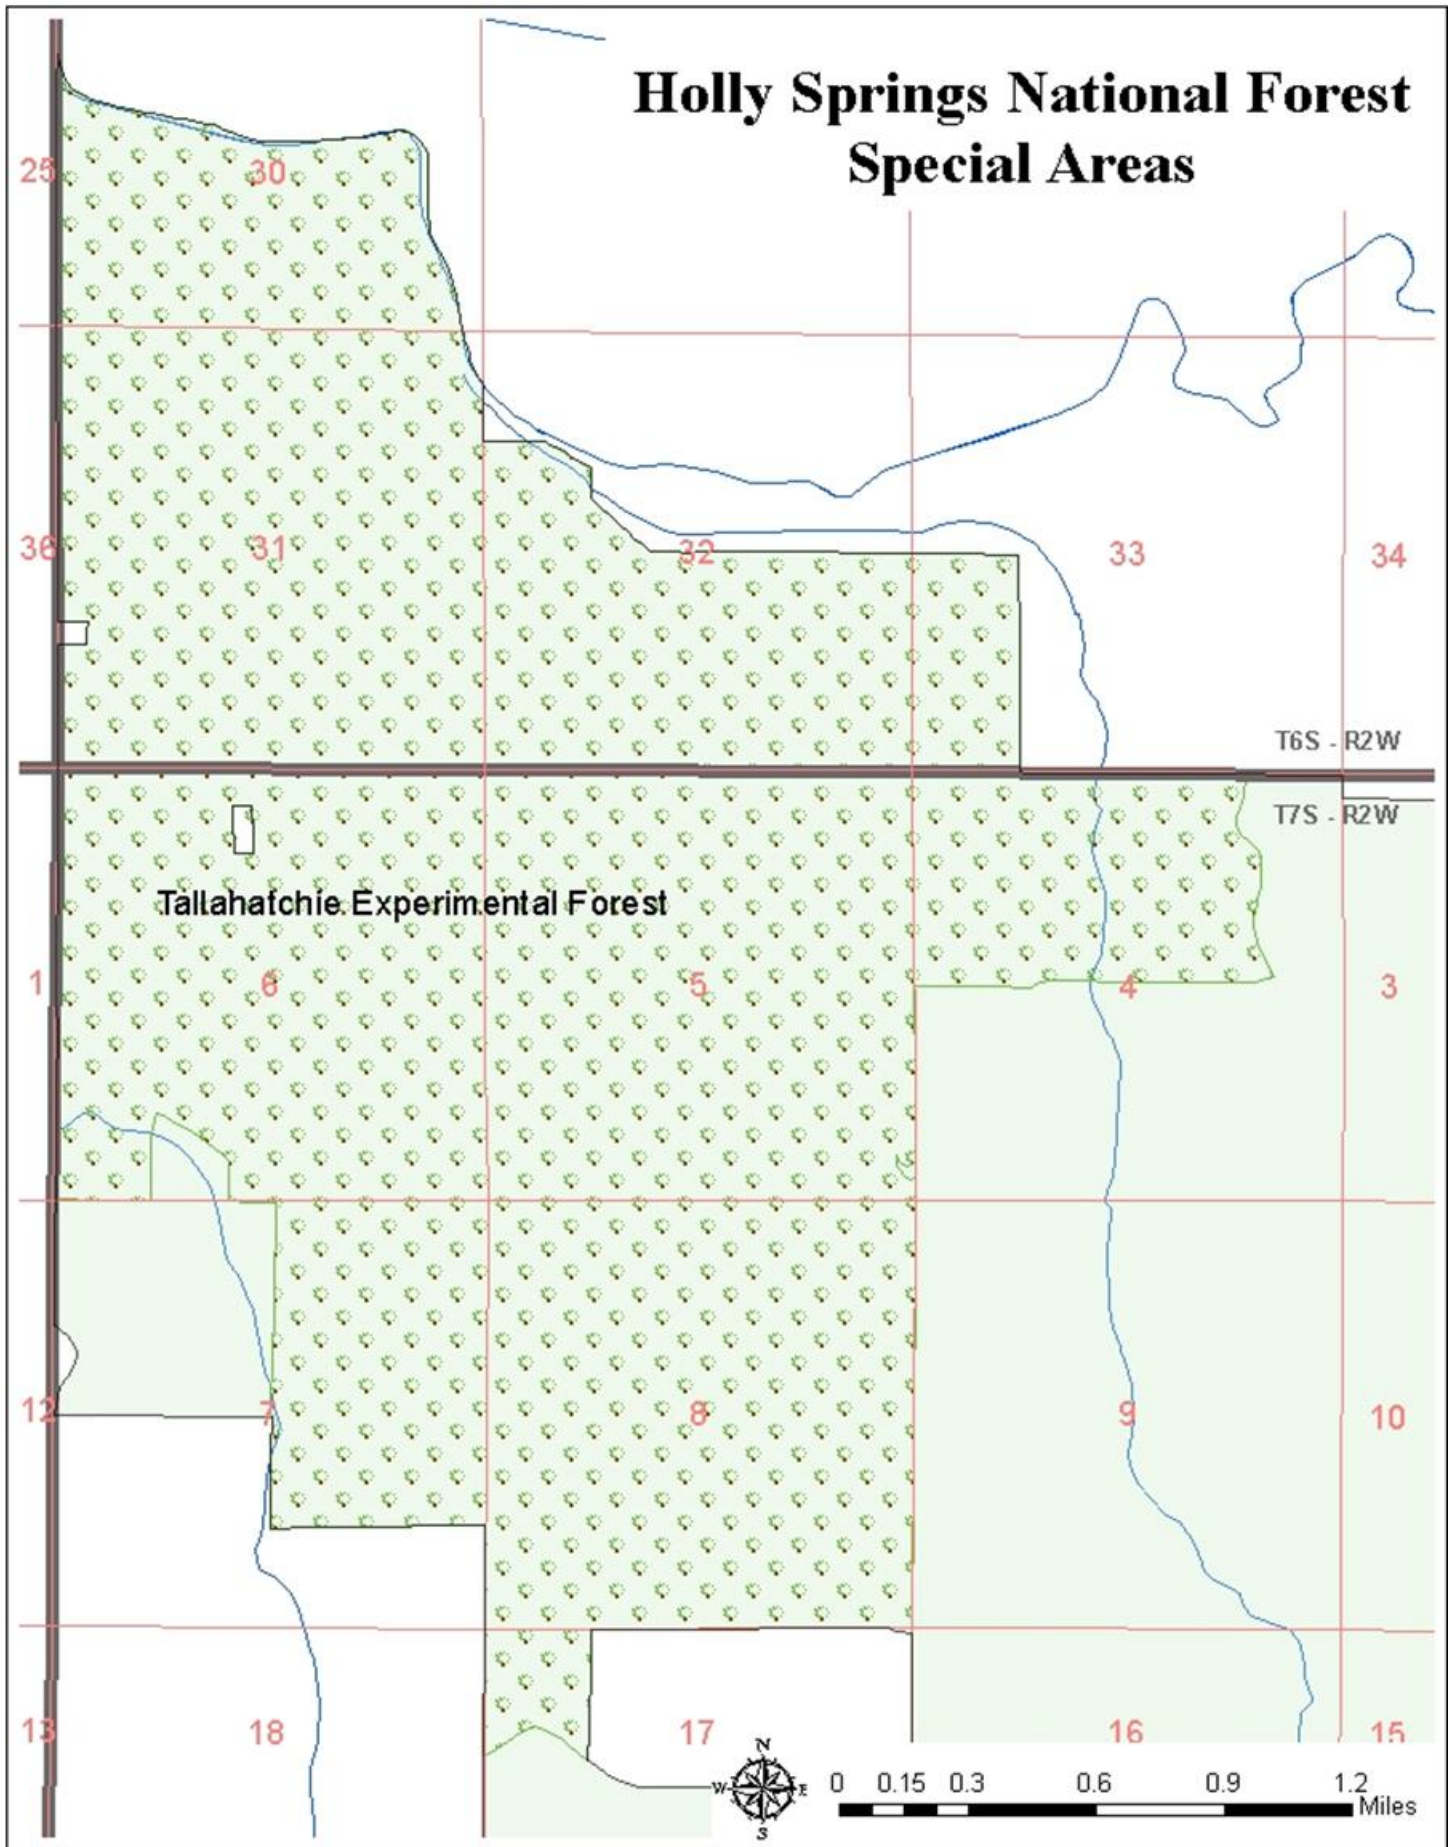 Holly Springs National Forest
Special Areas
25
30
36
31
32
33
34
T6S - R2W
T7S - R2W
Tallahatchie Experimental Forest
1
6
5
4
3
12
7
8
9
10
13
18
17
16
15
N
W
E
S
0 0.15 0.3 0.6 0.9 1.2
Miles